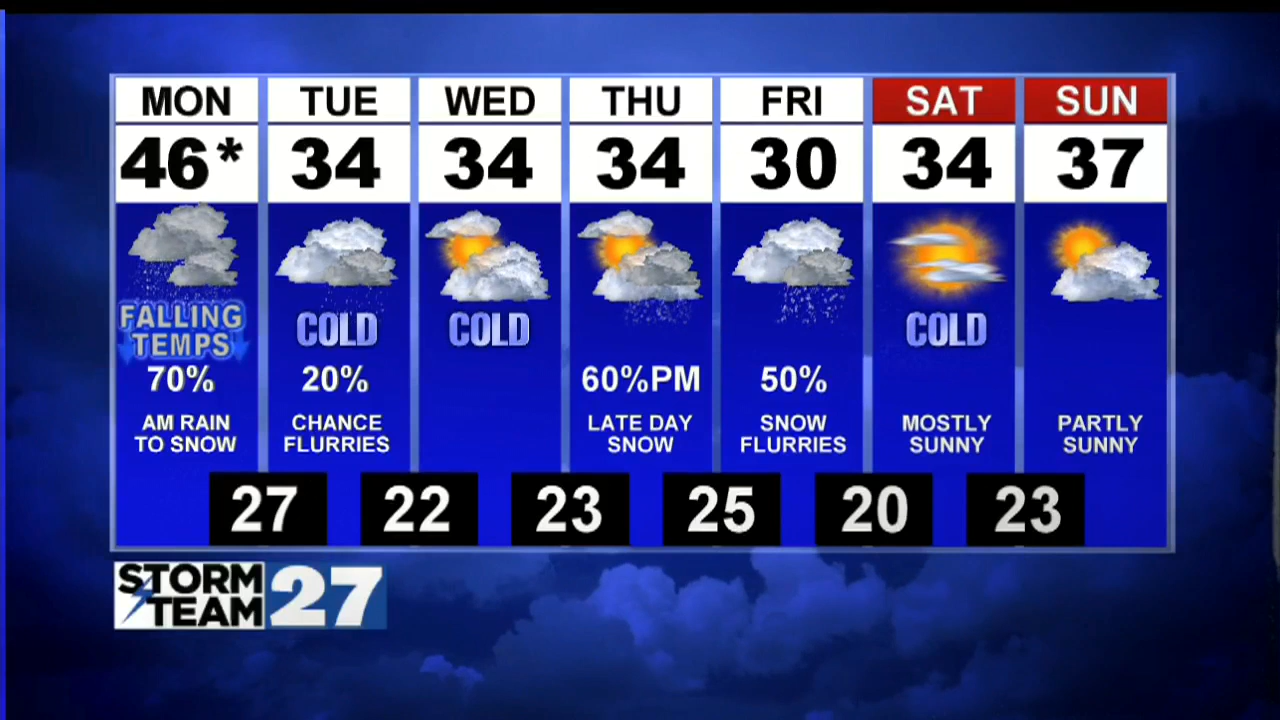 MON TUE WED THU FRI SAT SUN
46* 34 34 34 30 34 37
FALLING
TEMPS
COLD COLD COLD
70% 20% 60%PM 50%
AM RAIN CHANCE LATE DAY SNOW MOSTLY PARTLY
TO SNOW FLURRIES SNOW FLURRIES SUNNY SUNNY
27 22 23 25 20 23
STORM
TEAM
27